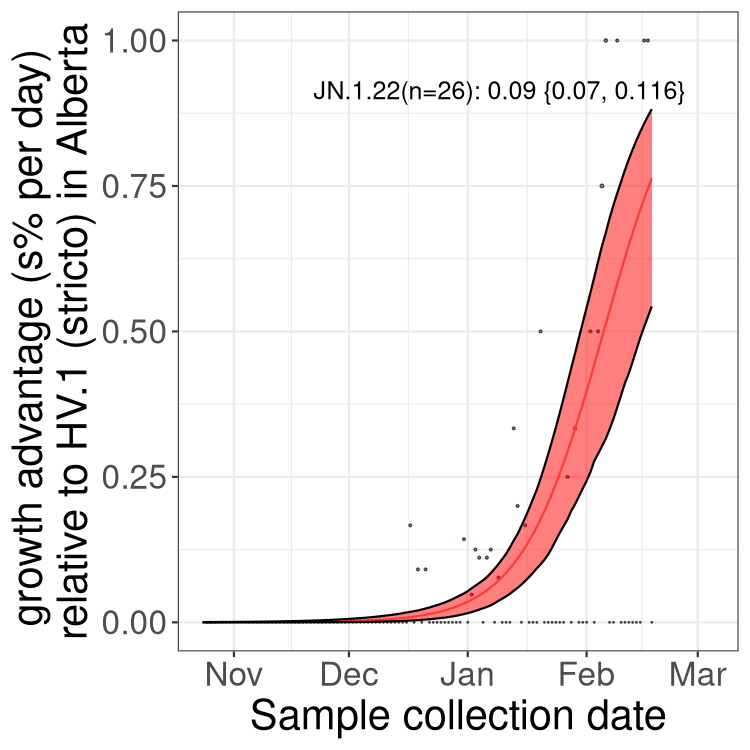 growth advantage (s% per day)
relative to HV.1 (stricto) in Alberta
1.00
0.75
0.50
0.25
0.00
JN.1.22(n=26): 0.09 {0.07, 0.116}
Nov Dec Jan Feb Mar
Sample collection date